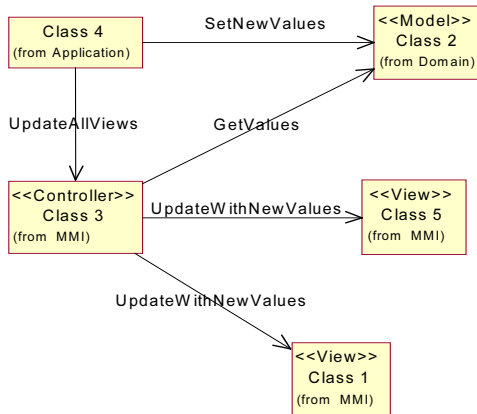 Class 4
(from Application)
SetNewValues
<<Model>>
Class 2
(from Domain)
UpdateAllViews
GetValues
<<Controller>>
Class 3
(from MMI)
UpdateWithNewValues
<<View>>
Class 5
(from MMI)
UpdateWithNewValues
<<View>>
Class 1
(from MMI)